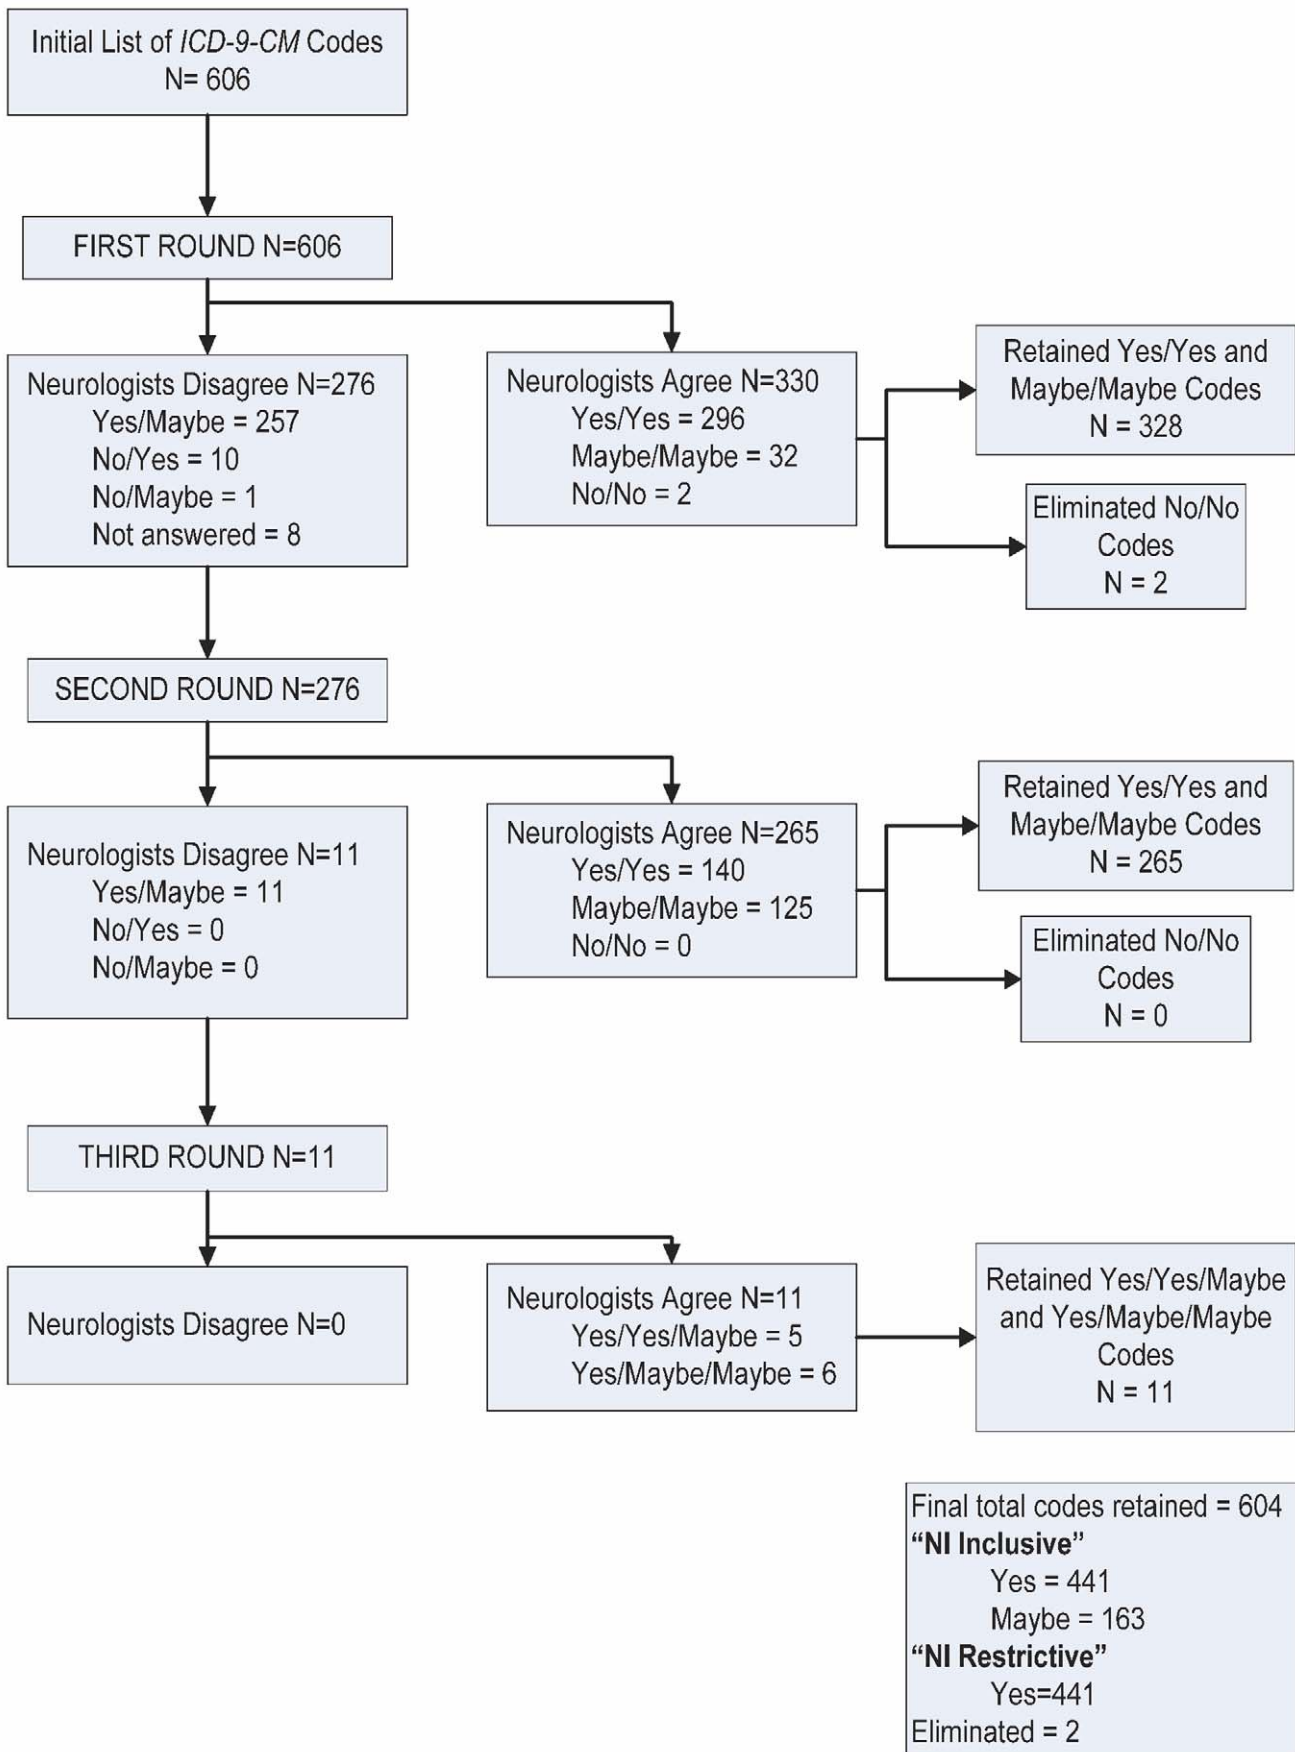 Initial List of ICD-9-CM Codes
N= 606
FIRST ROUND N=606
Neurologists Disagree N=276
Yes/Maybe = 257
No/Yes = 10
No/Maybe = 1
Not answered = 8
Neurologists Agree N=330
Yes/Yes = 296
Maybe/Maybe = 32
No/No = 2
Retained Yes/Yes and
Maybe/Maybe Codes
N = 328
Eliminated No/No
Codes
N = 2
SECOND ROUND N=276
Neurologists Disagree N=11
Yes/Maybe = 11
No/Yes = 0
No/Maybe = 0
Neurologists Agree N=265
Yes/Yes = 140
Maybe/Maybe = 125
No/No = 0
Retained Yes/Yes and
Maybe/Maybe Codes
N = 265
Eliminated No/No
Codes
N = 0
THIRD ROUND N=11
Neurologists Disagree N=0
Neurologists Agree N=11
Yes/Yes/Maybe = 5
Yes/Maybe/Maybe = 6
Retained Yes/Yes/Maybe
and Yes/Maybe/Maybe
Codes
N = 11
Final total codes retained = 604
“NI Inclusive”
Yes = 441
Maybe = 163
“NI Restrictive”
Yes=441
Eliminated = 2